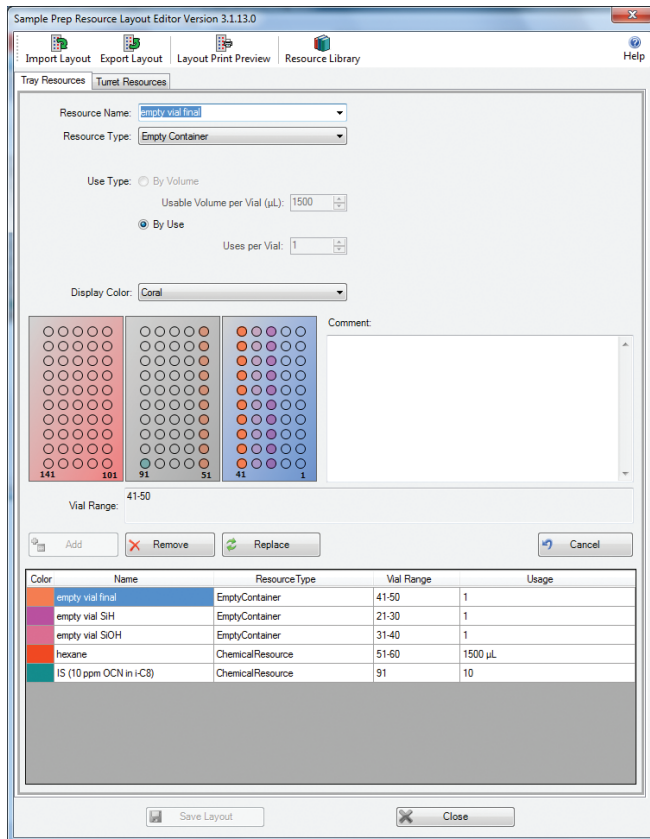 Sample Prep Resource Layout Editor Version 3.1.13.0
Import Layout Export Layout Layout Print Preview Resource Library Help
Tray Resources Turret Resources
Resource Name: empty vial final
Resource Type: Empty Container
Use Type: By Volume
Usable Volume per Vial (µL): 1500
By Use
Uses per Vial: 1
Display Color: Coral
Comment:
141 101 91 51 41 1
Vial Range: 41-50
Add Remove Replace Cancel
Color Name ResourceType Vial Range Usage
empty vial final EmptyContainer 41-50 1
empty vial SiH EmptyContainer 21-30 1
empty vial SiOH EmptyContainer 31-40 1
hexane ChemicalResource 51-60 1500 µL
IS (10 ppm OCN in i-C8) ChemicalResource 91 10
Save Layout Close